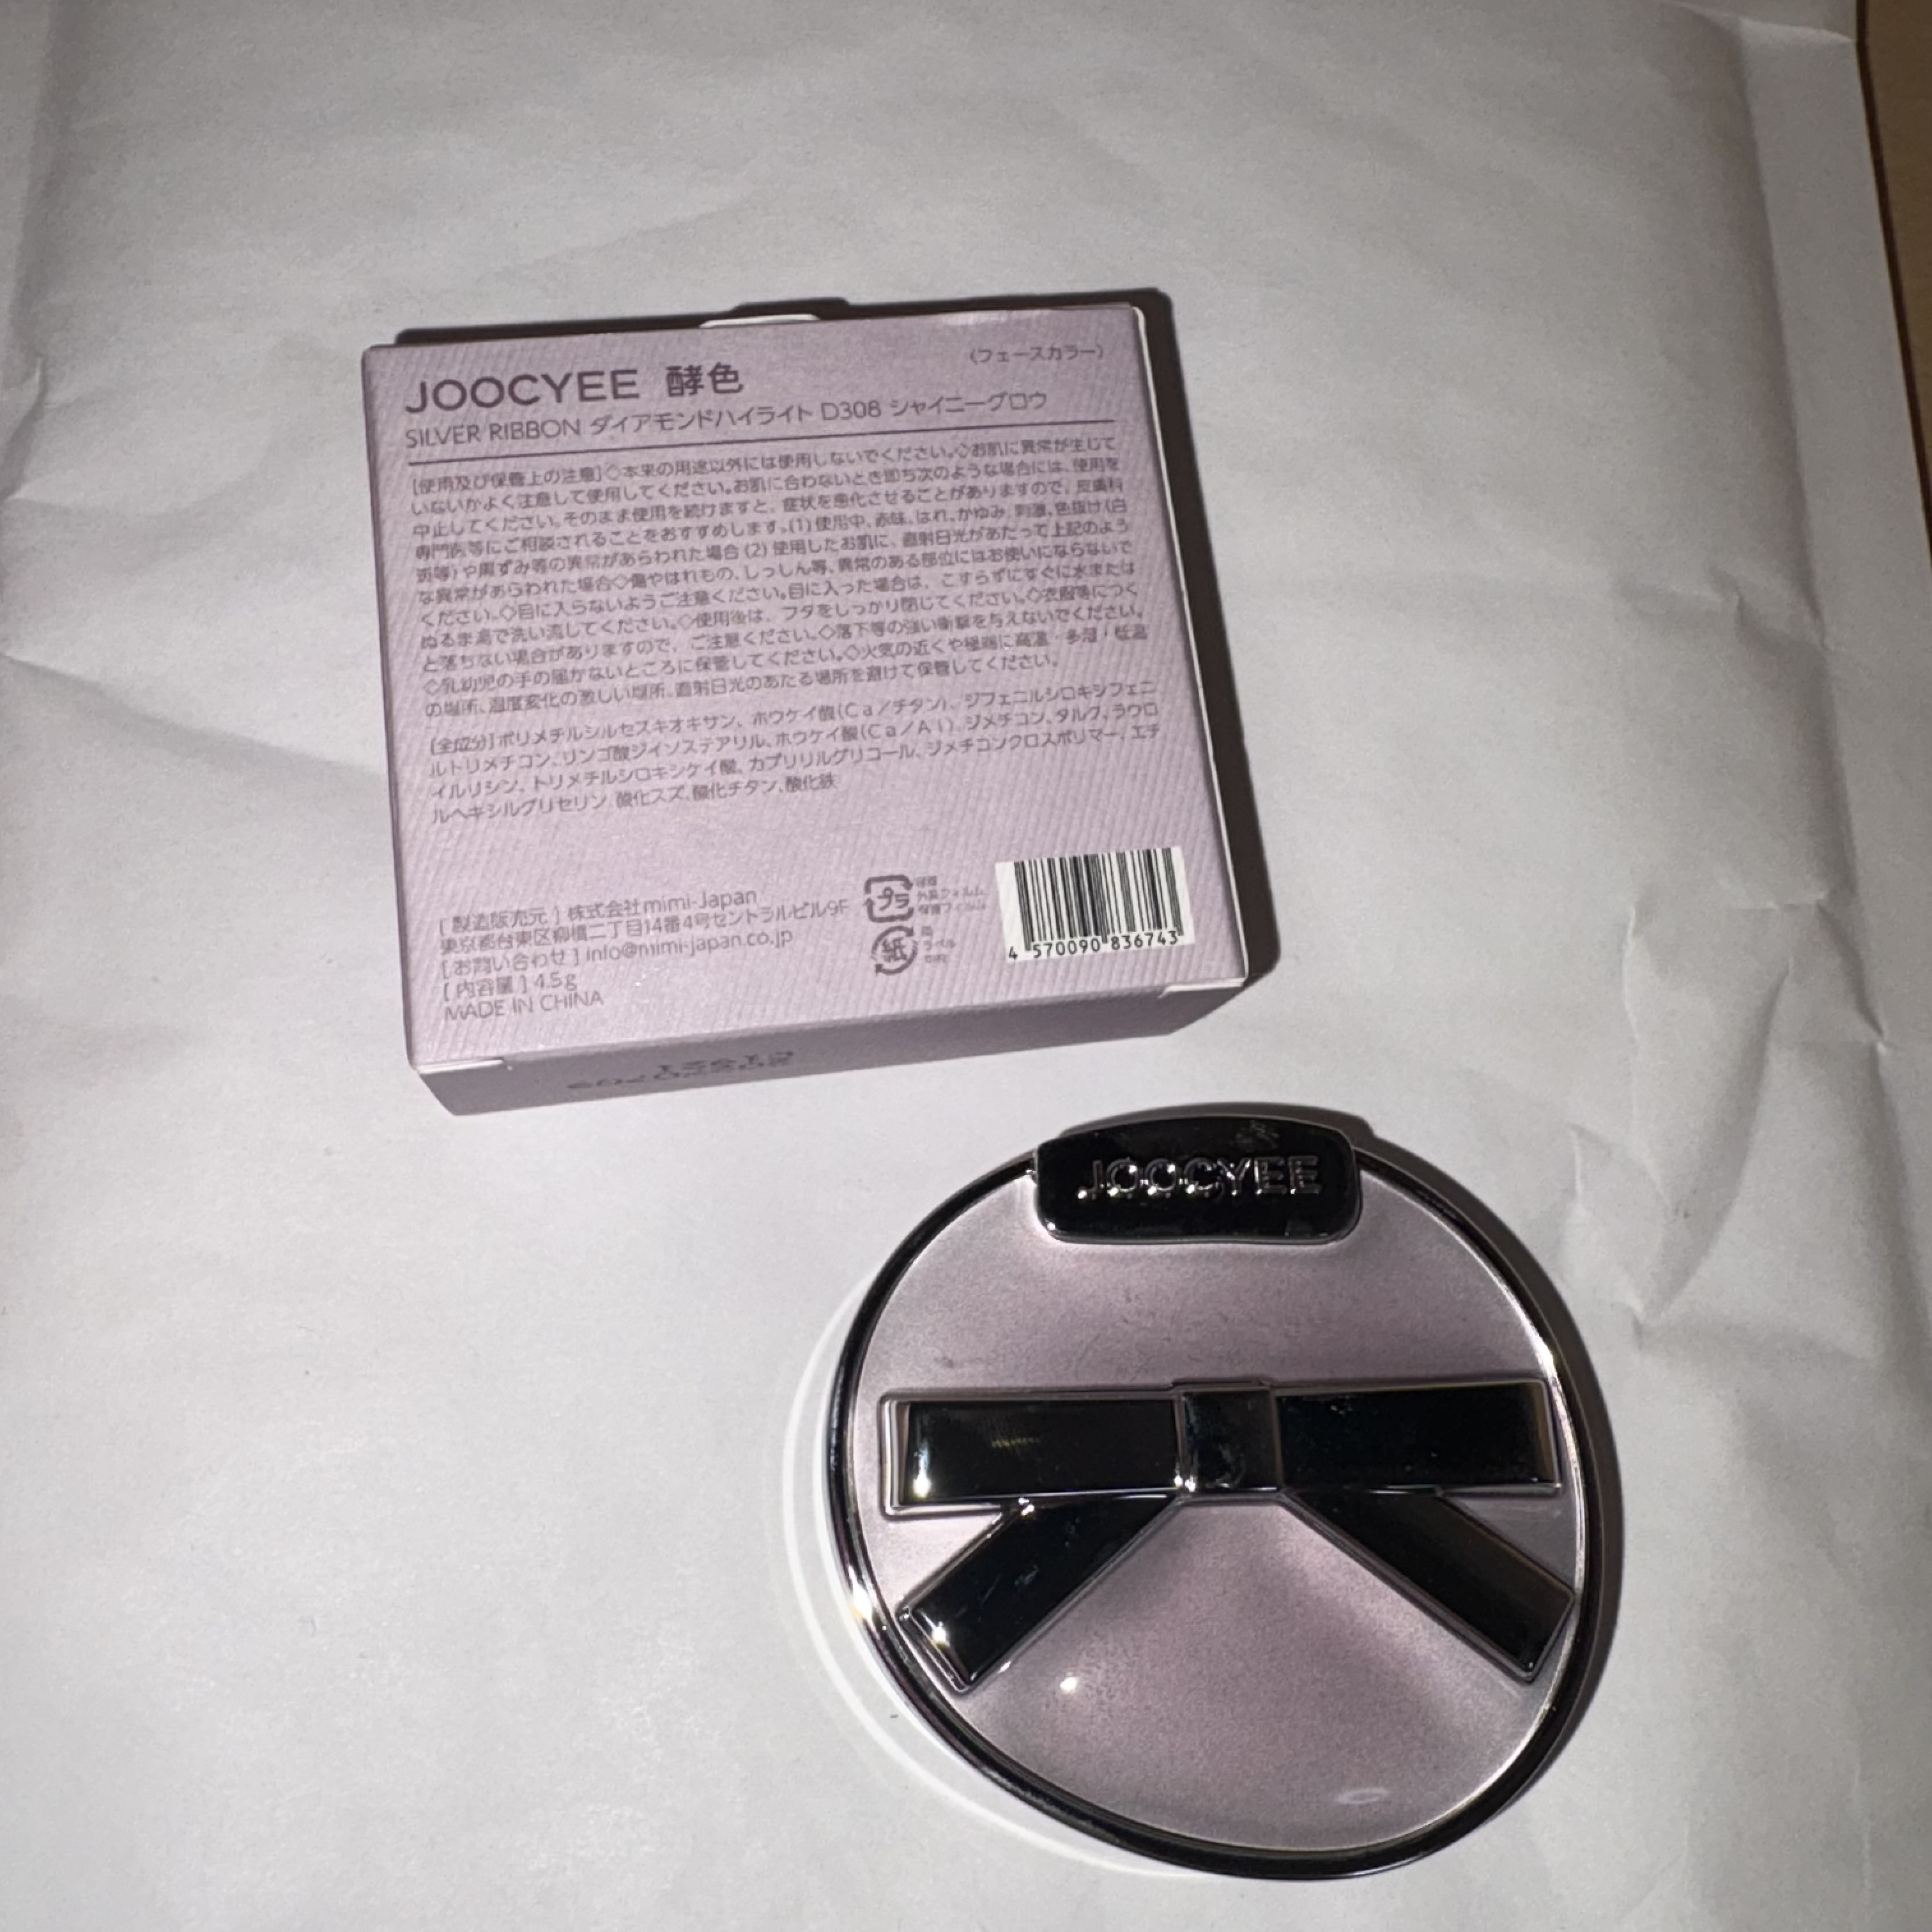 JOOCYEE 酵色
〈フェースカラー〉
SILVER RIBBON ダイアモンドハイライト D308 シャイニーグロウ
[使用及び保管上の注意]◇本来の用途以外には使用しないでください。◇お肌に異常が生じて
いないかよく注意して使用してください。お肌に合わないとき即ち次のような場合には、使用を
中止してください。そのまま使用を続けますと、症状を悪化させることがありますので、皮膚科
専門医等にご相談されることをおすすめします。(1)使用中、赤味、はれ、かゆみ、刺激、色抜け(白
斑等)や黒ずみ等の異常があらわれた場合(2)使用したお肌に、直射日光があたって上記のよう
な異常があらわれた場合◇傷やはれもの、しっしん等、異常のある部位にはお使いにならないで
ください。◇目に入らないようご注意ください。目に入った場合は、こすらずにすぐに水または
ぬるま湯で洗い流してください。◇使用後は、フタをしっかり閉じてください。◇衣服等につく
と落ちない場合がありますので、ご注意ください。◇落下等の強い衝撃を与えないでください。
◇乳幼児の手の届かないところに保管してください。◇火気の近くや極端に高温・多湿・低温
の場所、温度変化の激しい場所、直射日光のあたる場所を避けて保管してください。
[全成分]ポリメチルシルセスキオキサン、ホウケイ酸(Ca/チタン)、ジフェニルシロキシフェニ
ルトリメチコン、リンゴ酸ジイソステアリル、ホウケイ酸(Ca/Al)、ジメチコン、タルク、ラウロ
イルリシン、トリメチルシロキシケイ酸、カプリリルグリコール、ジメチコンクロスポリマー、エチ
ルヘキシルグリセリン、酸化スズ、酸化チタン、酸化鉄
[製造販売元]株式会社mimi-Japan
東京都台東区柳橋二丁目14番4号セントラルビル9F
[お問い合わせ]info@mimi-japan.co.jp
[内容量]4.5g
MADE IN CHINA
プラ
外装フィルム
保護フィルム
紙
ラベル
4 570090 836743
JOOCYEE